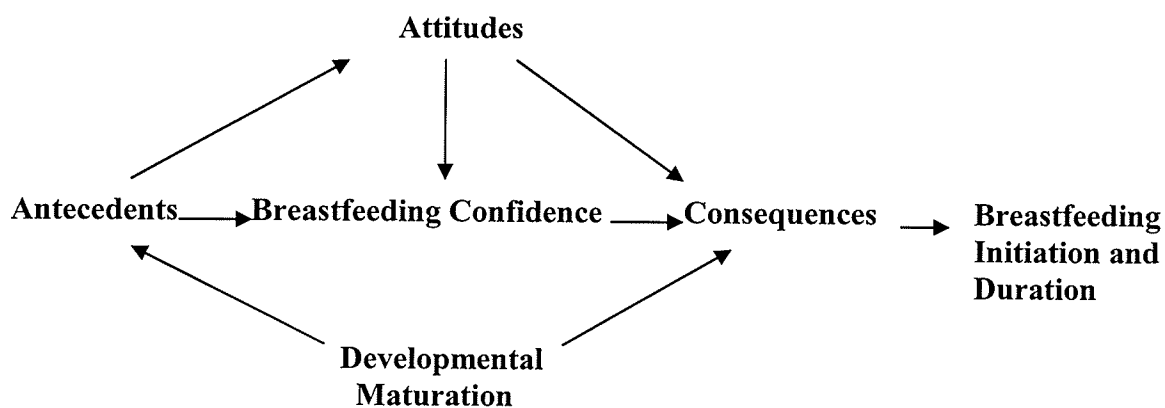 Attitudes
Antecedents
Breastfeeding Confidence
Consequences
Breastfeeding
Initiation and
Duration
Developmental
Maturation